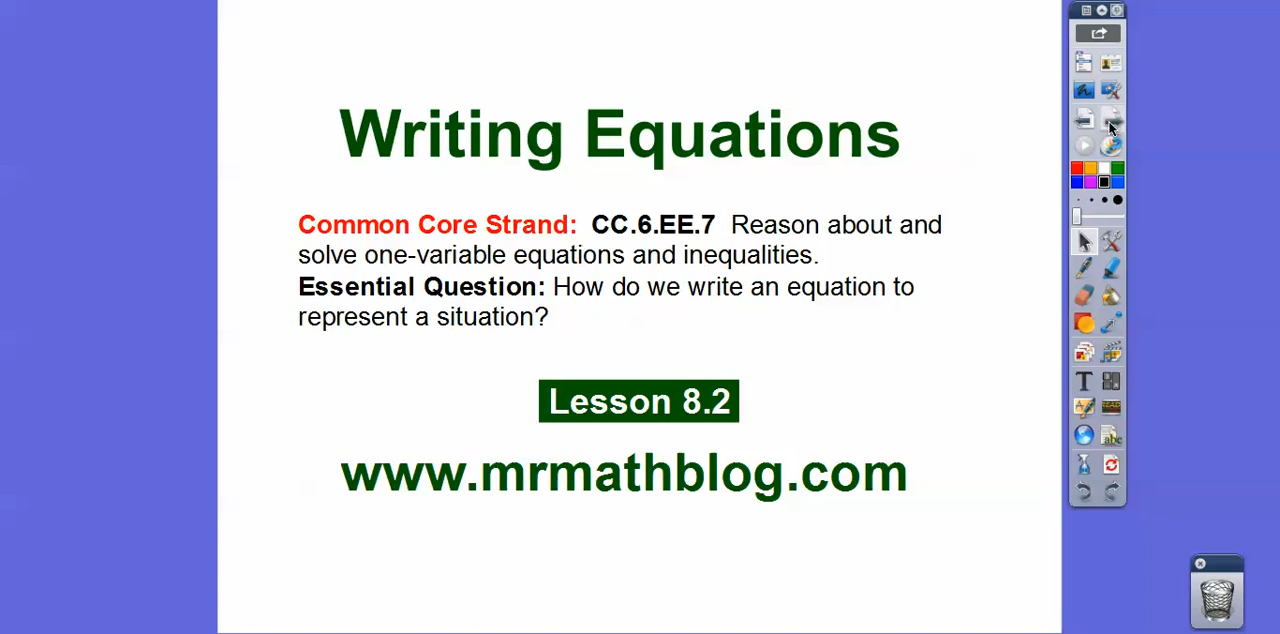 Writing Equations
Common Core Strand: CC.6.EE.7 Reason about and
solve one-variable equations and inequalities.
Essential Question: How do we write an equation to
represent a situation?
Lesson 8.2
www.mrmathblog.com
T
abc